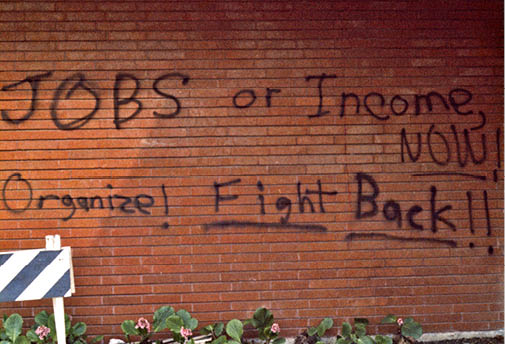 JOBS or Income,
NOW!
Organize! Fight Back!!